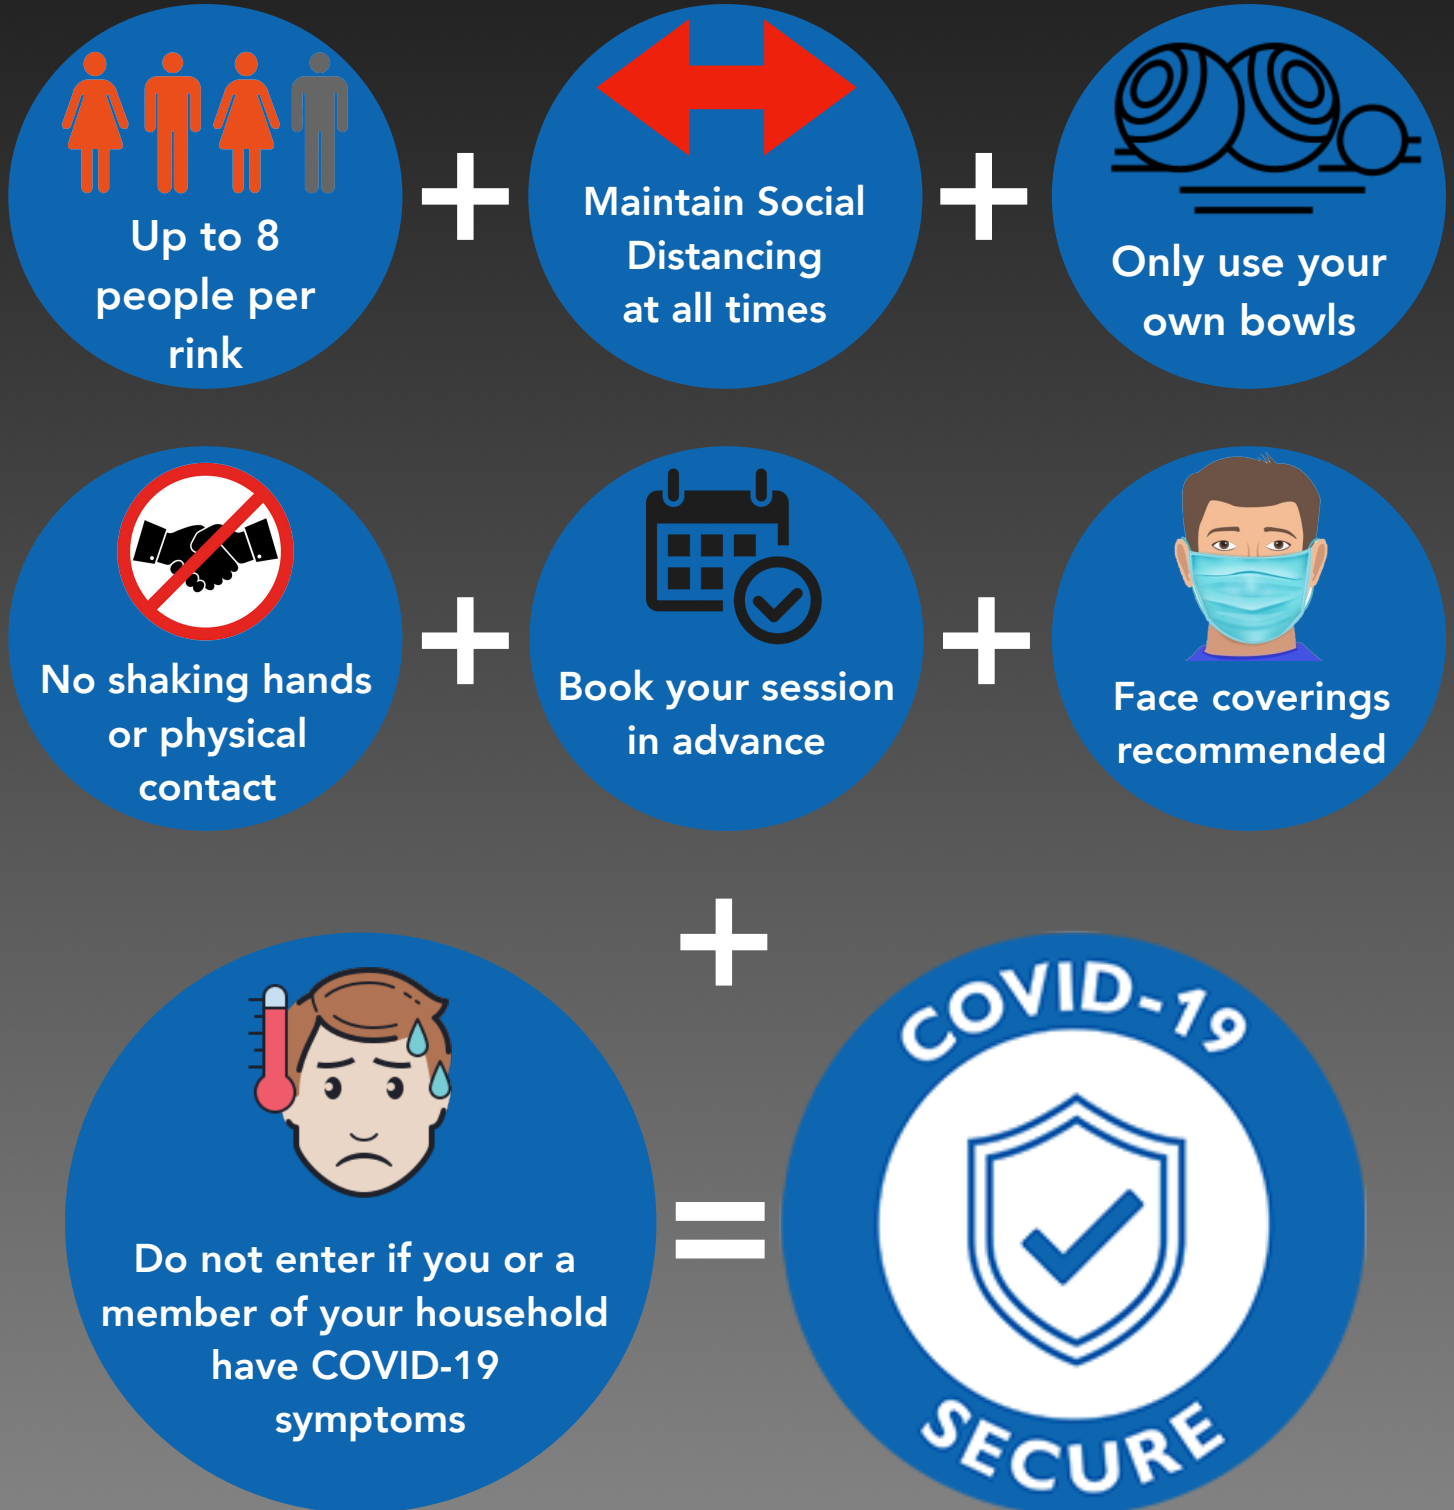 Up to 8
people per
rink
+
Maintain Social
Distancing
at all times
+
Only use your
own bowls
No shaking hands
or physical
contact
+
Book your session
in advance
+
Face coverings
recommended
+
Do not enter if you or a
member of your household
have COVID-19
symptoms
=
COVID-19
SECURE